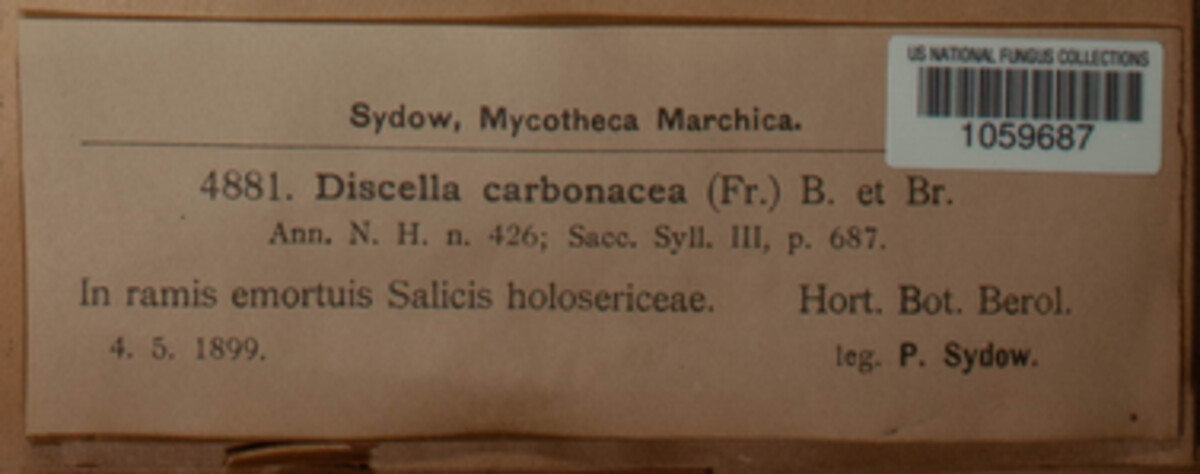 US NATIONAL FUNGUS COLLECTIONS
1059687
Sydow, Mycotheca Marchica.
4881. Discella carbonacea (Fr.) B. et Br.
Ann. N. H. n. 426; Sacc. Syll. III, p. 687.
In ramis emortuis Salicis holosericeae. Hort. Bot. Berol.
4. 5. 1899. leg. P. Sydow.